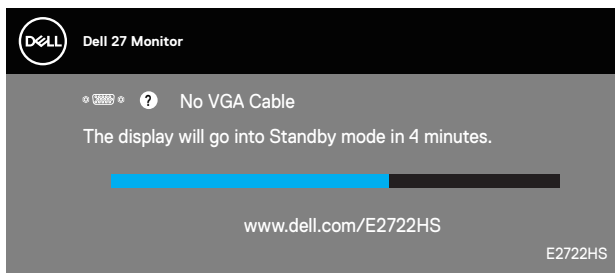 DELL
Dell 27 Monitor
? No VGA Cable
The display will go into Standby mode in 4 minutes.
www.dell.com/E2722HS
E2722HS